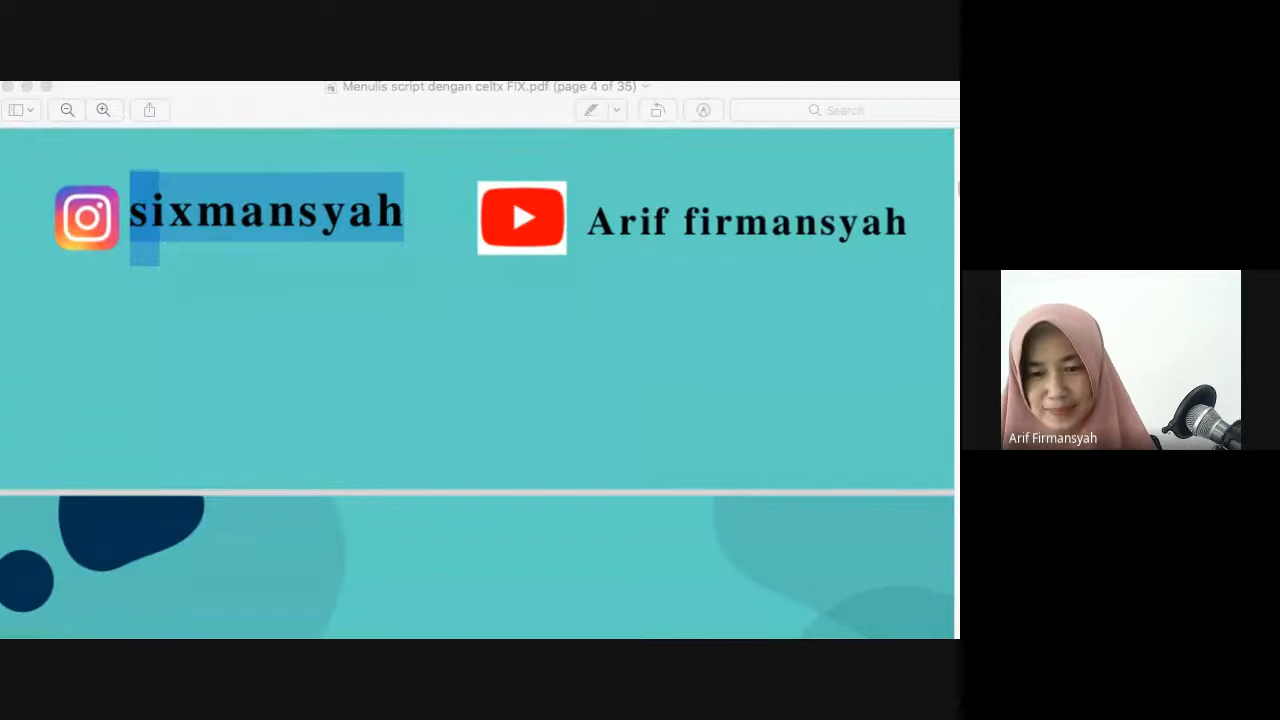 Menulis script dengan celtx FIX.pdf (page 4 of 35)
Search
sixmansyah
Arif firmansyah
Arif Firmansyah